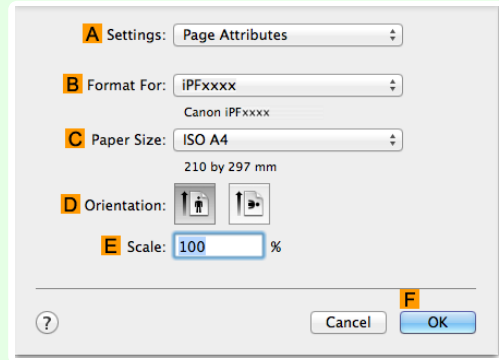 A Settings: Page Attributes
B Format For: iPFxxxx
Canon iPFxxxx
C Paper Size: ISO A4
210 by 297 mm
D Orientation:
E Scale: 100 %
F
? Cancel OK